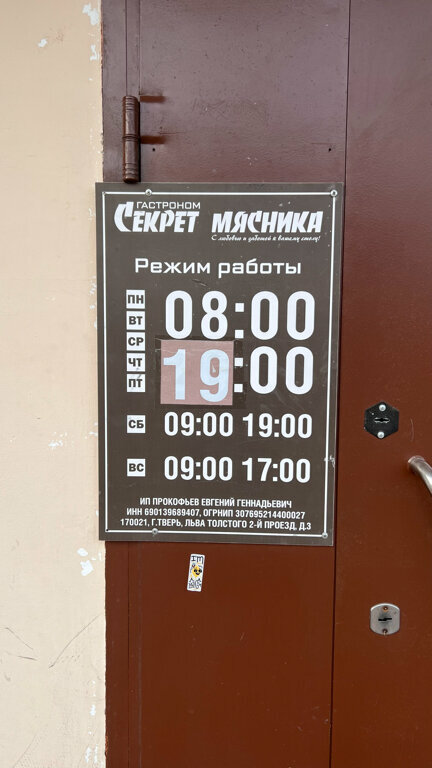 ГАСТРОНОМ
СЕКРЕТ МЯСНИКА
С любовью и заботой к вашему столу!
Режим работы
ПН
ВТ
СР
ЧТ
ПТ
08:00
19:00
СБ 09:00 19:00
ВС 09:00 17:00
ИП ПРОКОФЬЕВ ЕВГЕНИЙ ГЕННАДЬЕВИЧ
ИНН 690139689407, ОГРНИП 307695214400027
170021, Г.ТВЕРЬ, ЛЬВА ТОЛСТОГО 2-Й ПРОЕЗД, Д.3